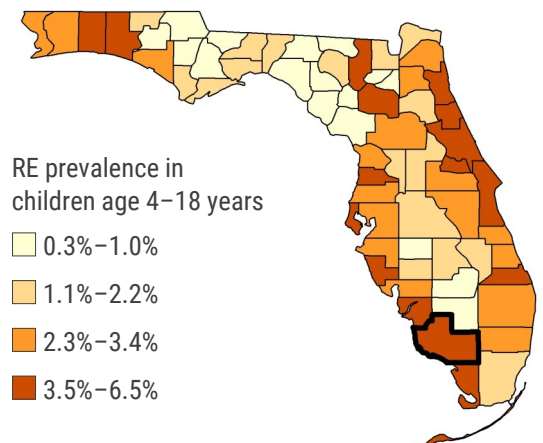 RE prevalence in
children age 4–18 years
0.3%–1.0%
1.1%–2.2%
2.3%–3.4%
3.5%–6.5%